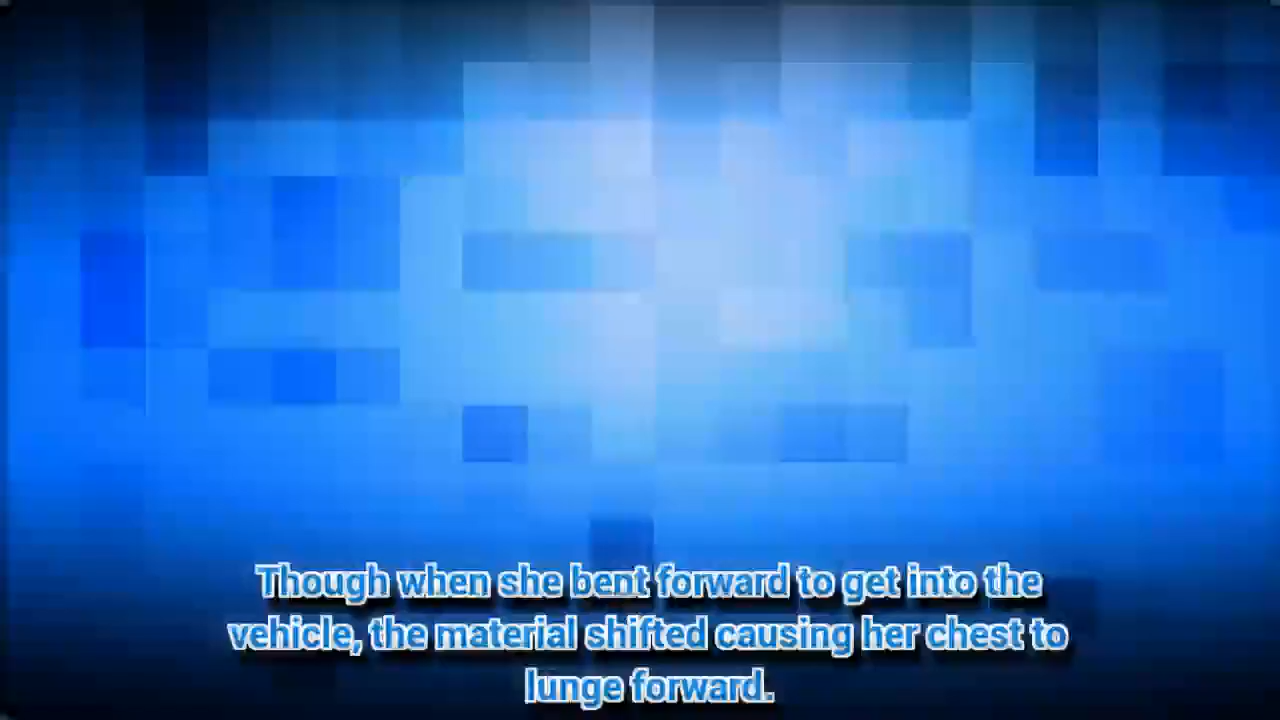 Though when she bent forward to get into the
vehicle, the material shifted causing her chest to
lunge forward.